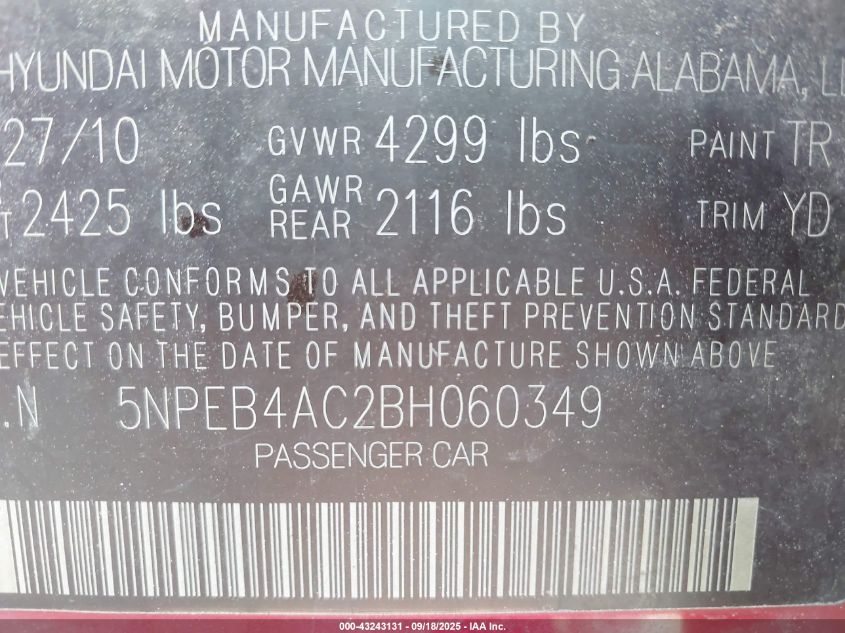 MANUFACTURED BY
HYUNDAI MOTOR MANUFACTURING ALABAMA, LL
27/10 GVWR 4299 lbs PAINT TR
T 2425 lbs GAWR REAR 2116 lbs TRIM YD
VEHICLE CONFORMS TO ALL APPLICABLE U.S.A. FEDERAL
EHICLE SAFETY, BUMPER, AND THEFT PREVENTION STANDARD
EFFECT ON THE DATE OF MANUFACTURE SHOWN ABOVE
.N 5NPEB4AC2BH060349
PASSENGER CAR
000-43243131 - 09/18/2025 - IAA Inc.